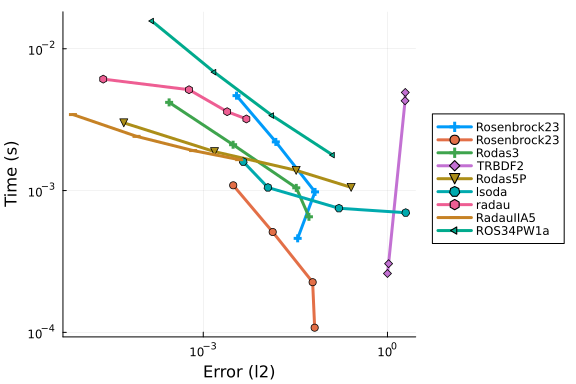 10⁻²
10⁻³
10⁻⁴
Time (s)
10⁻³
10⁰
Error (l2)
Rosenbrock23
Rosenbrock23
Rodas3
TRBDF2
Rodas5P
lsoda
radau
RadauIIA5
ROS34PW1a